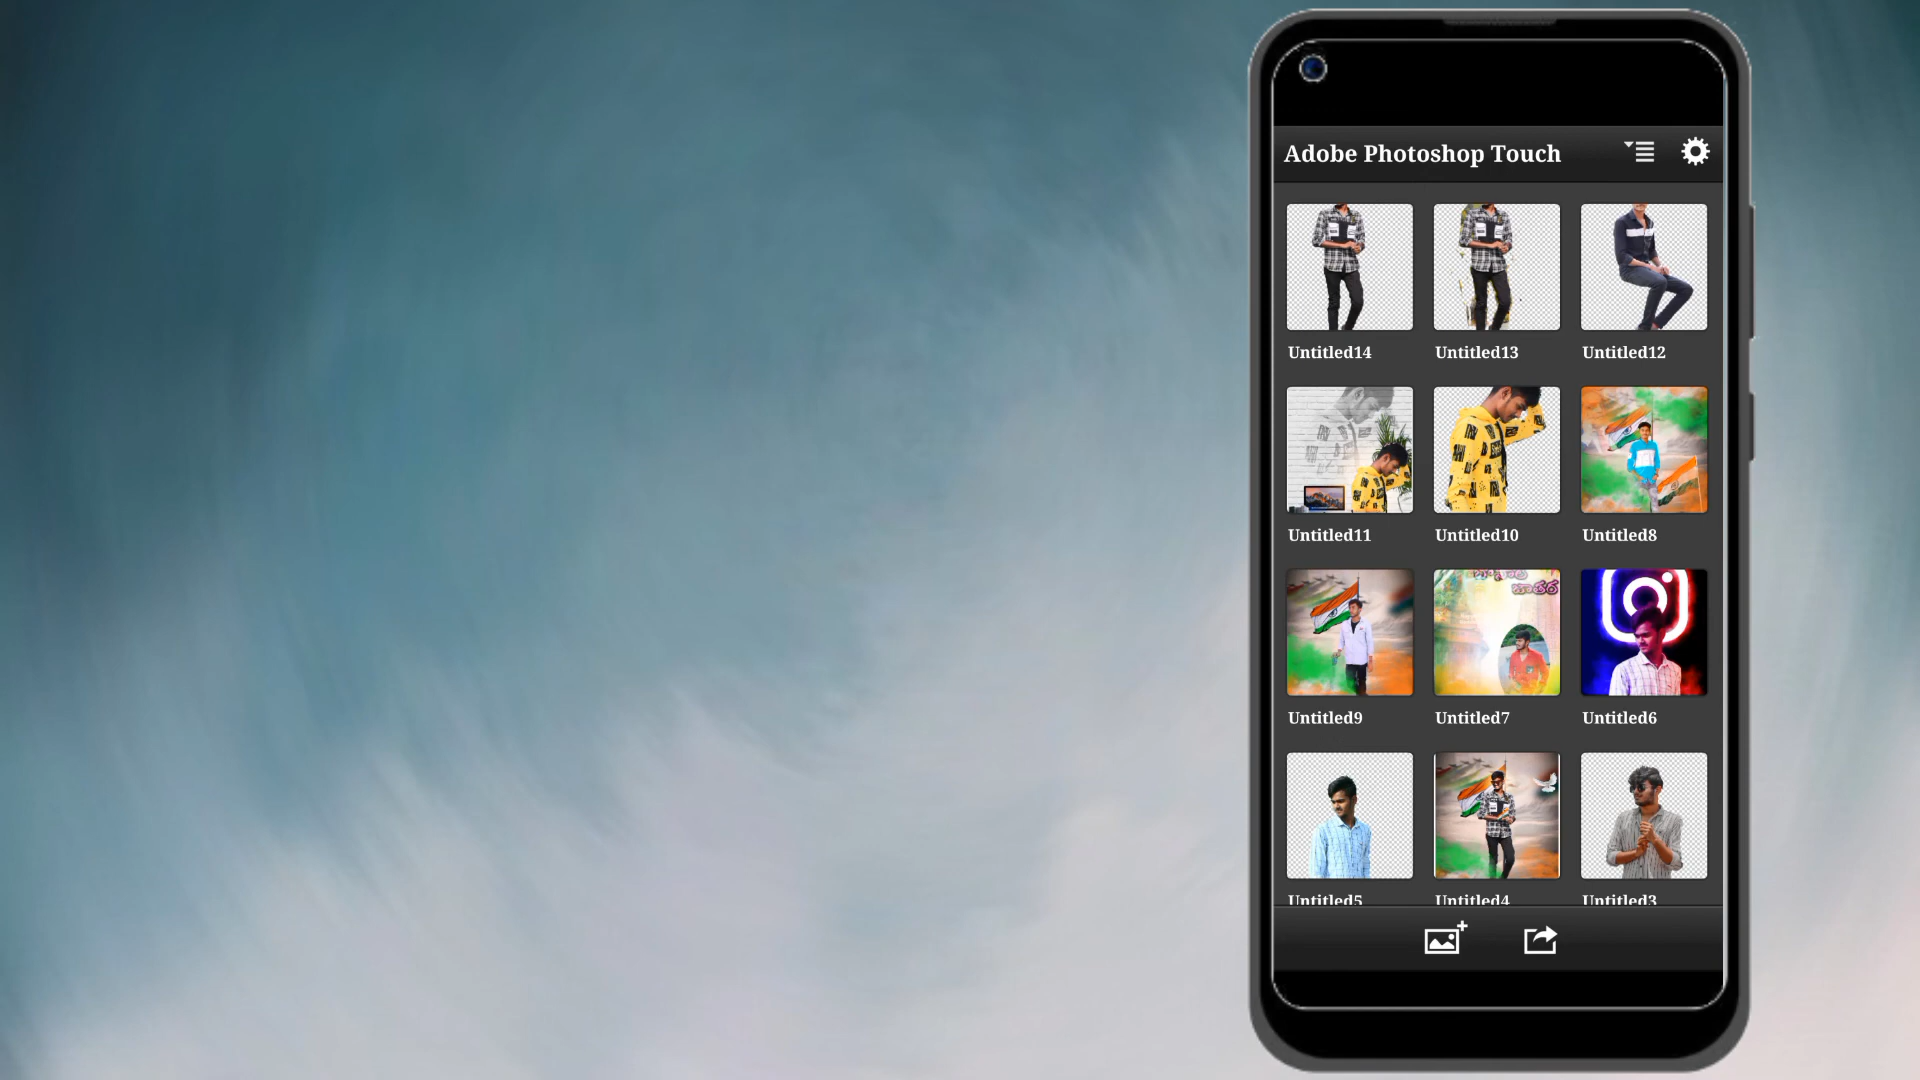 Adobe Photoshop Touch
Untitled14
Untitled13
Untitled12
Untitled11
Untitled10
Untitled8
Untitled9
Untitled7
Untitled6
Untitled5
Untitled4
Untitled3